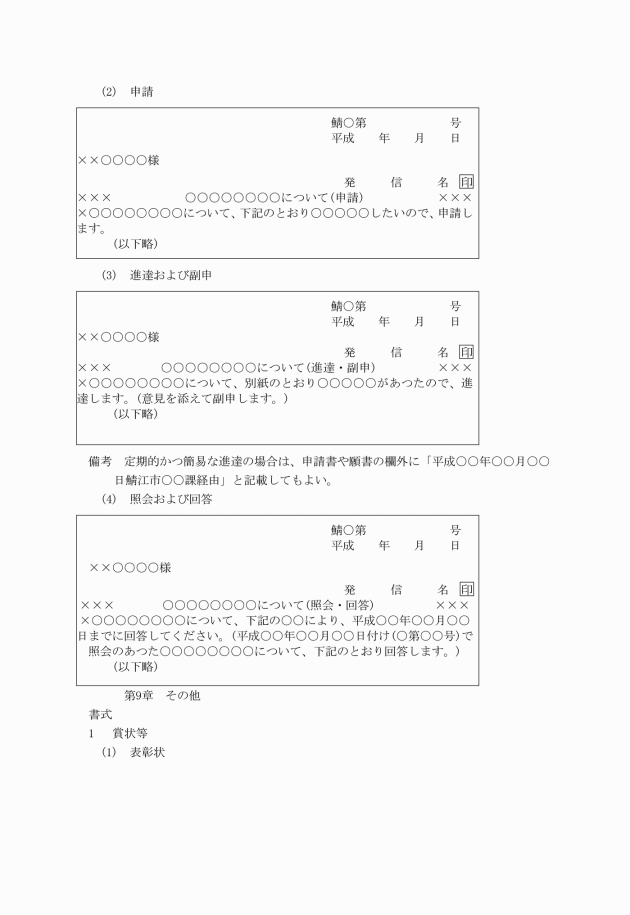 (2)　申請
鯖○第　　　　　　　号
平成　　年　　月　　日
××○○○○様
発　　　信　　　名　印
×××　　　　　　○○○○○○○○について(申請)　　　　　　×××
×○○○○○○○○について、下記のとおり○○○○○したいので、申請し
ます。
(以下略)
(3)　進達および副申
鯖○第　　　　　　　号
平成　　年　　月　　日
××○○○○様
発　　　信　　　名　印
×××　　　　○○○○○○○○について(進達・副申)　　　　　×××
×○○○○○○○○について、別紙のとおり○○○○○があつたので、進
達します。(意見を添えて副申します。)
(以下略)
備考　定期的かつ簡易な進達の場合は、申請書や願書の欄外に「平成○○年○○月○○
日鯖江市○○課経由」と記載してもよい。
(4)　照会および回答
鯖○第　　　　　　　号
平成　　年　　月　　日
××○○○○様
発　　　信　　　名　印
×××　　　　○○○○○○○○について(照会・回答)　　　　　×××
×○○○○○○○○について、下記の○○により、平成○○年○○月○○
日までに回答してください。(平成○○年○○月○○日付け(○第○○号)で
照会のあつた○○○○○○○○について、下記のとおり回答します。)
(以下略)
第9章　その他
書式
1　賞状等
(1)　表彰状